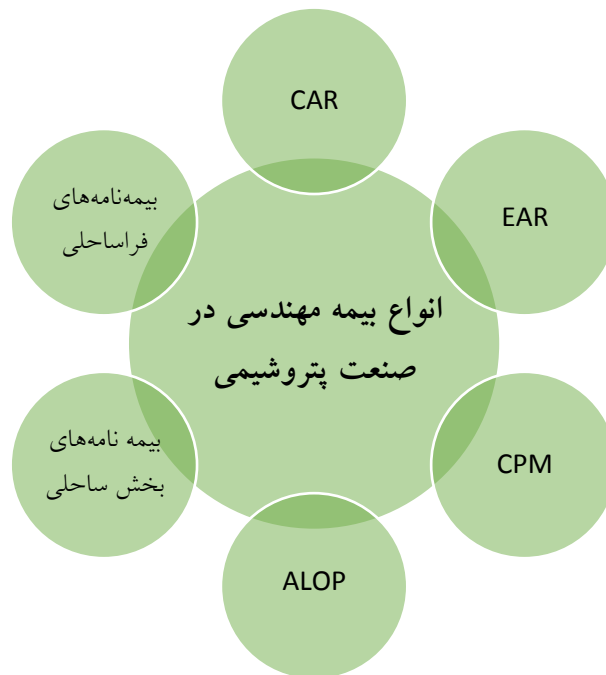 CAR
EAR
CPM
ALOP
بیمه نامه‌های
بخش ساحلی
بیمه‌نامه‌های
فراساحلی
انواع بیمه مهندسی در
صنعت پتروشیمی